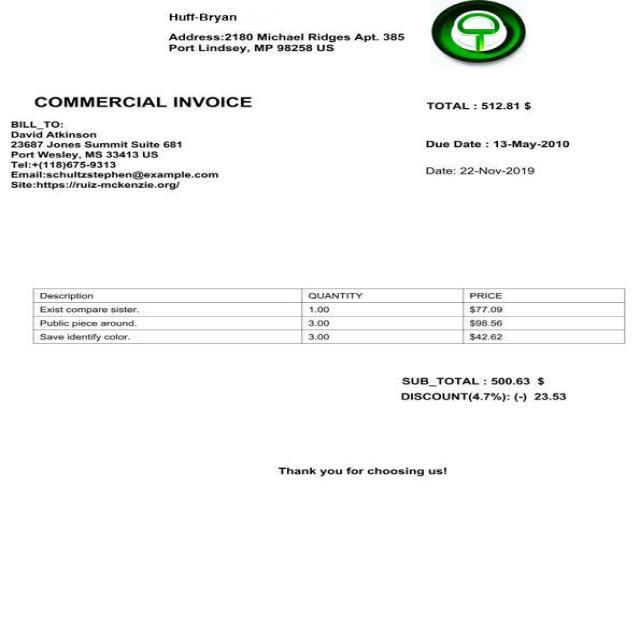 Huff-Bryan
Address:2180 Michael Ridges Apt. 385
Port Lindsey, MP 98258 US
COMMERCIAL INVOICE
TOTAL : 512.81 $
BILL_TO:
David Atkinson
23687 Jones Summit Suite 681
Port Wesley, MS 33413 US
Tel:+(118)675-9313
Email:schultzstephen@example.com
Site:https://ruiz-mckenzie.org/
Due Date : 13-May-2010
Date: 22-Nov-2019
Description QUANTITY PRICE
Exist compare sister. 1.00 $77.09
Public piece around. 3.00 $98.56
Save identify color. 3.00 $42.62
SUB_TOTAL : 500.63 $
DISCOUNT(4.7%): (-) 23.53
Thank you for choosing us!